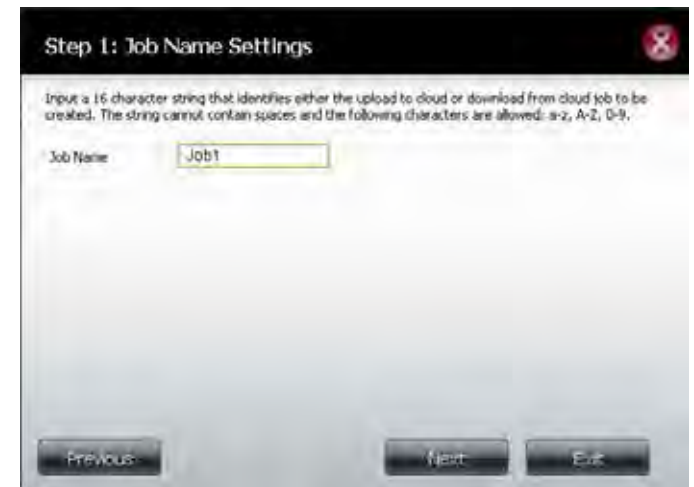 Step 1: Job Name Settings
Input a 16 character string that identifies either the upload to cloud or download from cloud job to be
created. The string cannot contain spaces and the following characters are allowed: a-z, A-Z, 0-9.
Job Name Job1
Previous Next Exit